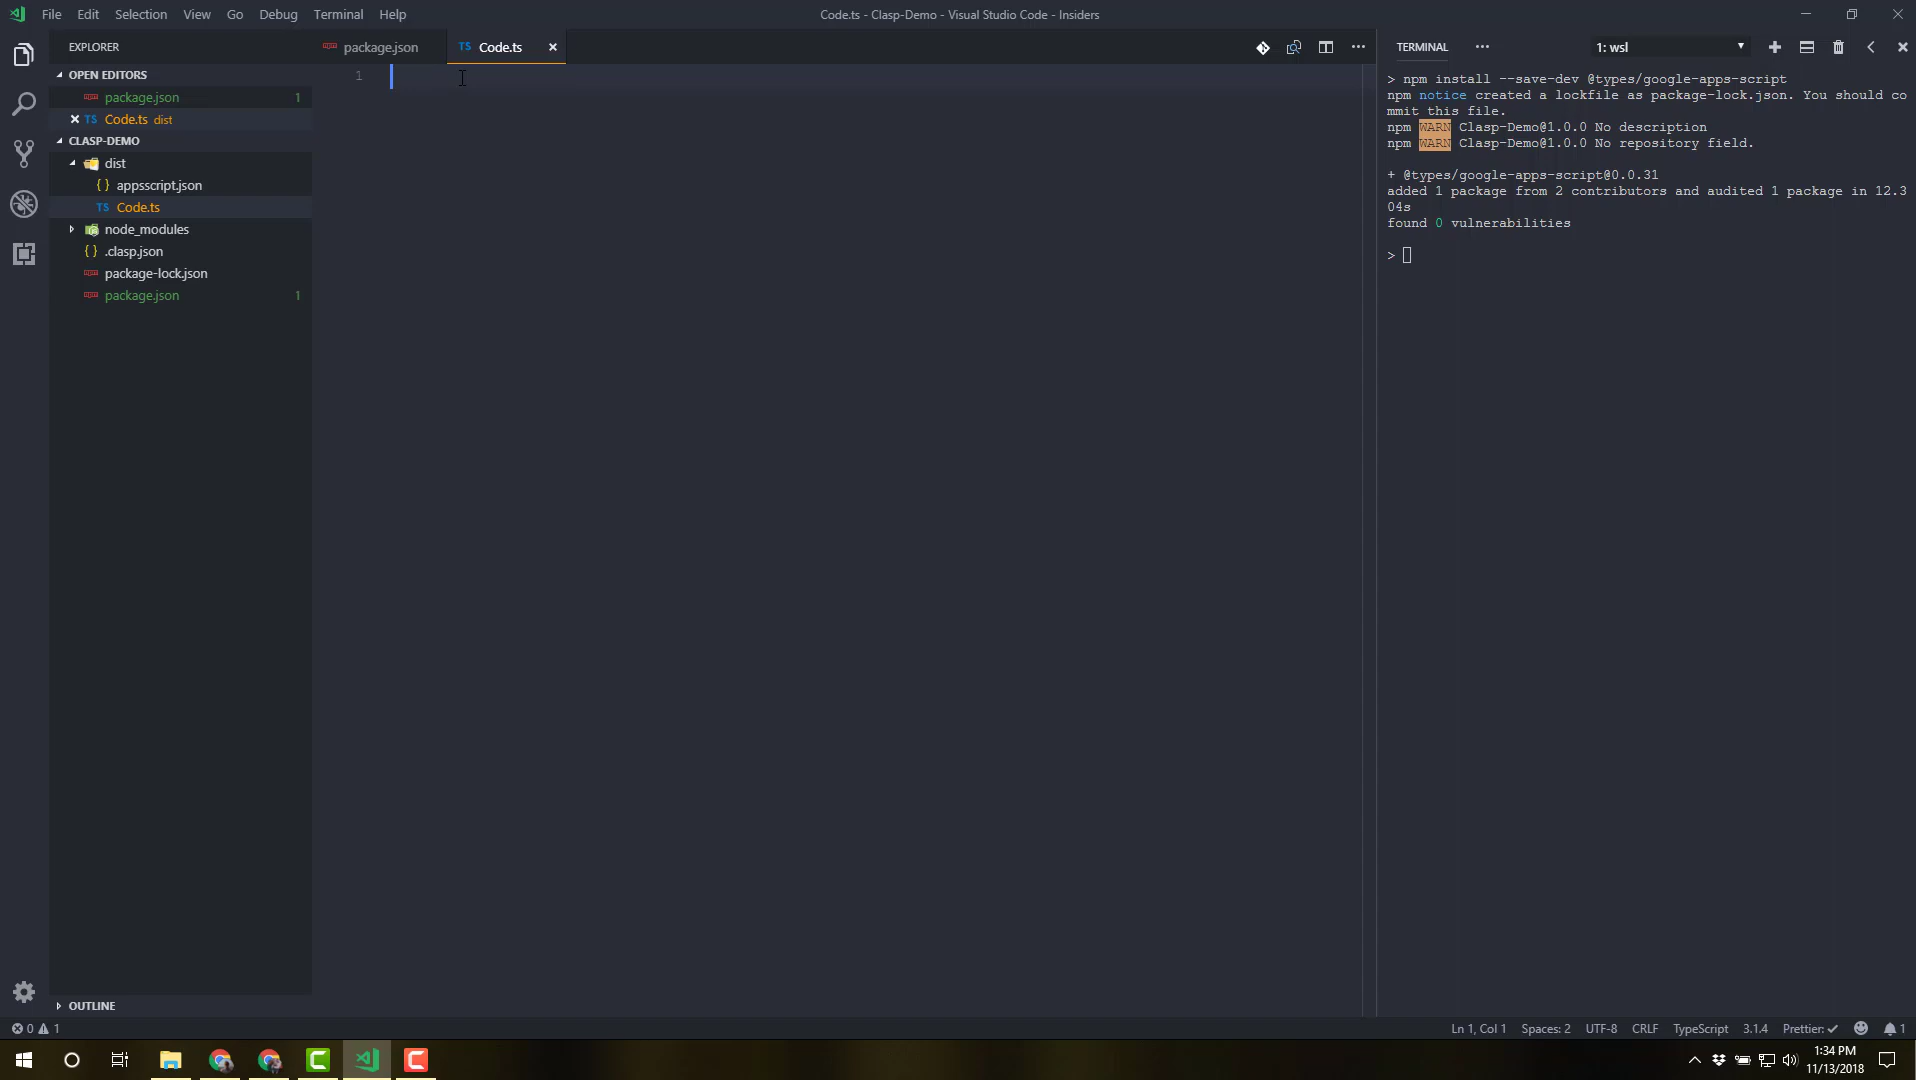 File Edit Selection View Go Debug Terminal Help
Code.ts - Clasp-Demo - Visual Studio Code - Insiders
EXPLORER
OPEN EDITORS
package.json 1
Code.ts dist
CLASP-DEMO
dist
{ } appsscript.json
TS Code.ts
node_modules
{ } .clasp.json
package-lock.json
package.json 1
OUTLINE
package.json
TS Code.ts
1
TERMINAL
1: wsl
> npm install --save-dev @types/google-apps-script
npm notice created a lockfile as package-lock.json. You should co
mmit this file.
npm WARN Clasp-Demo@1.0.0 No description
npm WARN Clasp-Demo@1.0.0 No repository field.
+ @types/google-apps-script@0.0.31
added 1 package from 2 contributors and audited 1 package in 12.3
04s
found 0 vulnerabilities
>
0 1
Ln 1, Col 1 Spaces: 2 UTF-8 CRLF TypeScript 3.1.4 Prettier: ✓ 1
1:34 PM
11/13/2018